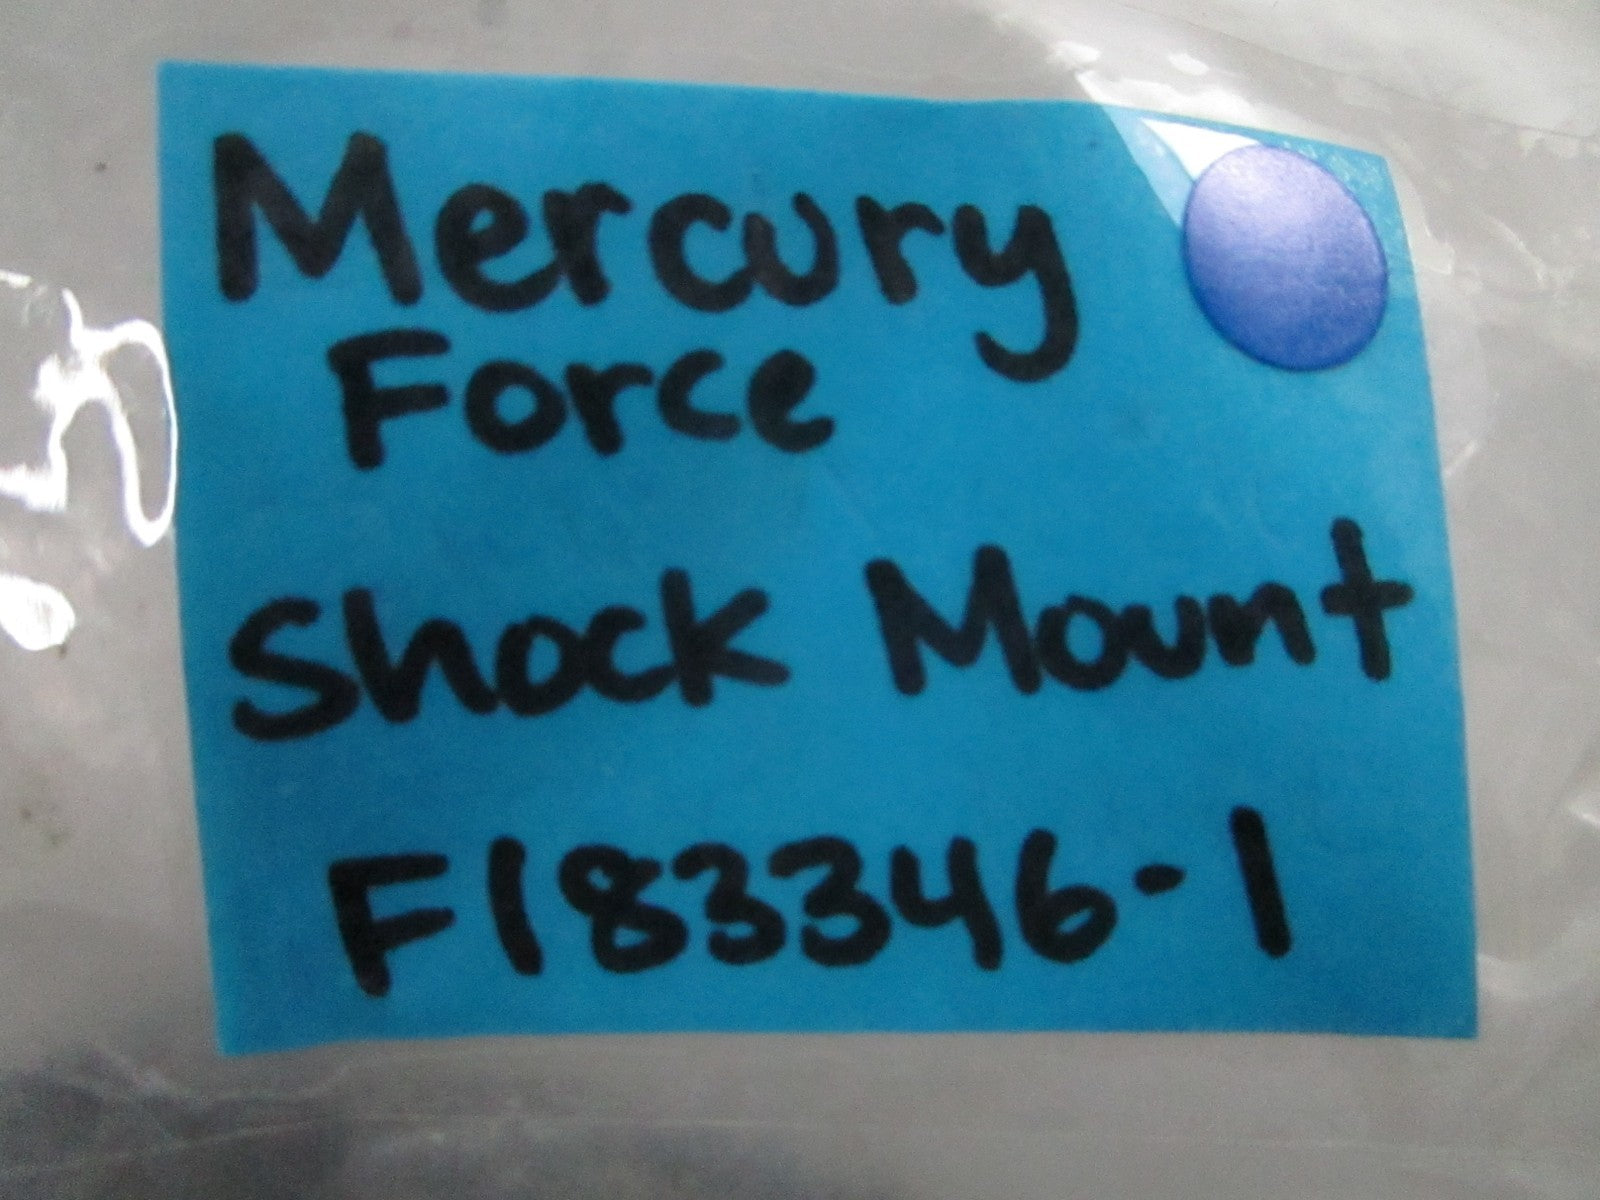 Mercury
Force
Shock Mount
F183346-1